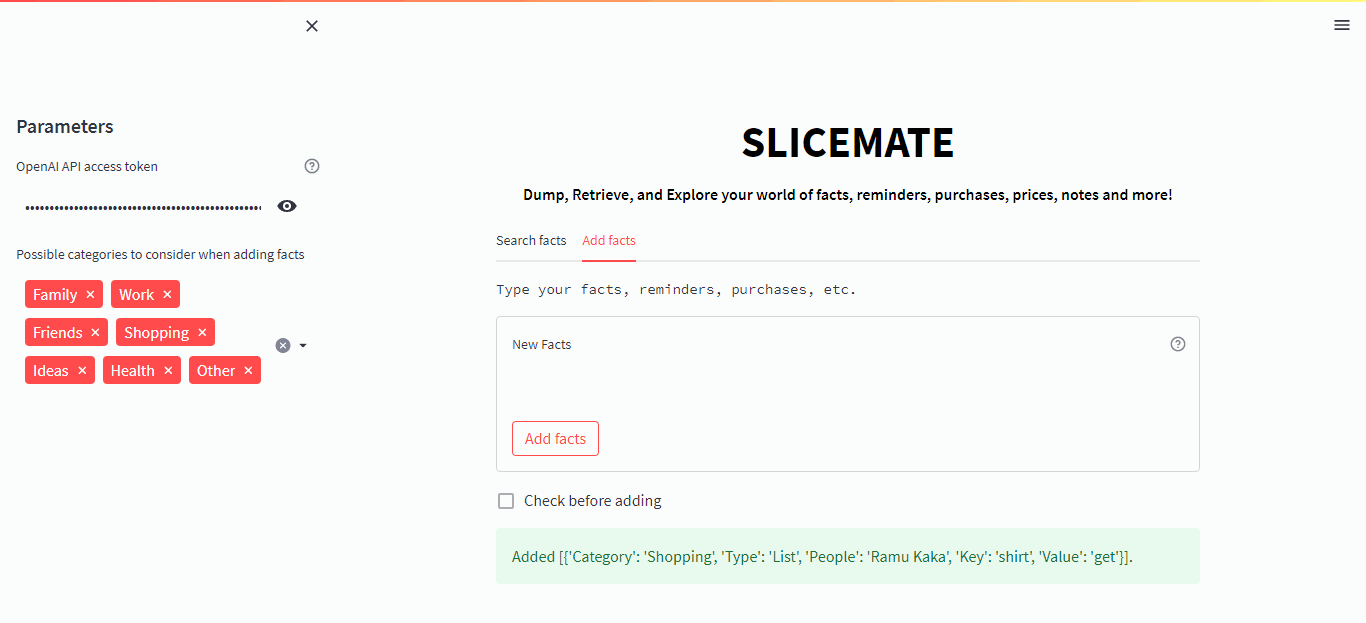 Parameters
OpenAI API access token
Possible categories to consider when adding facts
Family × Work ×
Friends × Shopping ×
Ideas × Health × Other ×
SLICEMATE
Dump, Retrieve, and Explore your world of facts, reminders, purchases, prices, notes and more!
Search facts Add facts
Type your facts, reminders, purchases, etc.
New Facts
Add facts
Check before adding
Added [{'Category': 'Shopping', 'Type': 'List', 'People': 'Ramu Kaka', 'Key': 'shirt', 'Value': 'get'}].